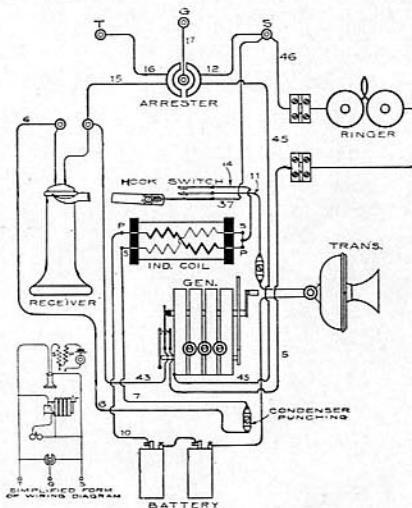 T G S
17
16 12
46
15
ARRESTER
6
45
RINGER
HOOK SWITCH 14 11
37
P S
S P
IND. COIL
TRANS.
RECEIVER
GEN.
5
43 45
7
8
CONDENSER
PUNCHING
10
T G S
SIMPLIFIED FORM
OF WIRING DIAGRAM
BATTERY